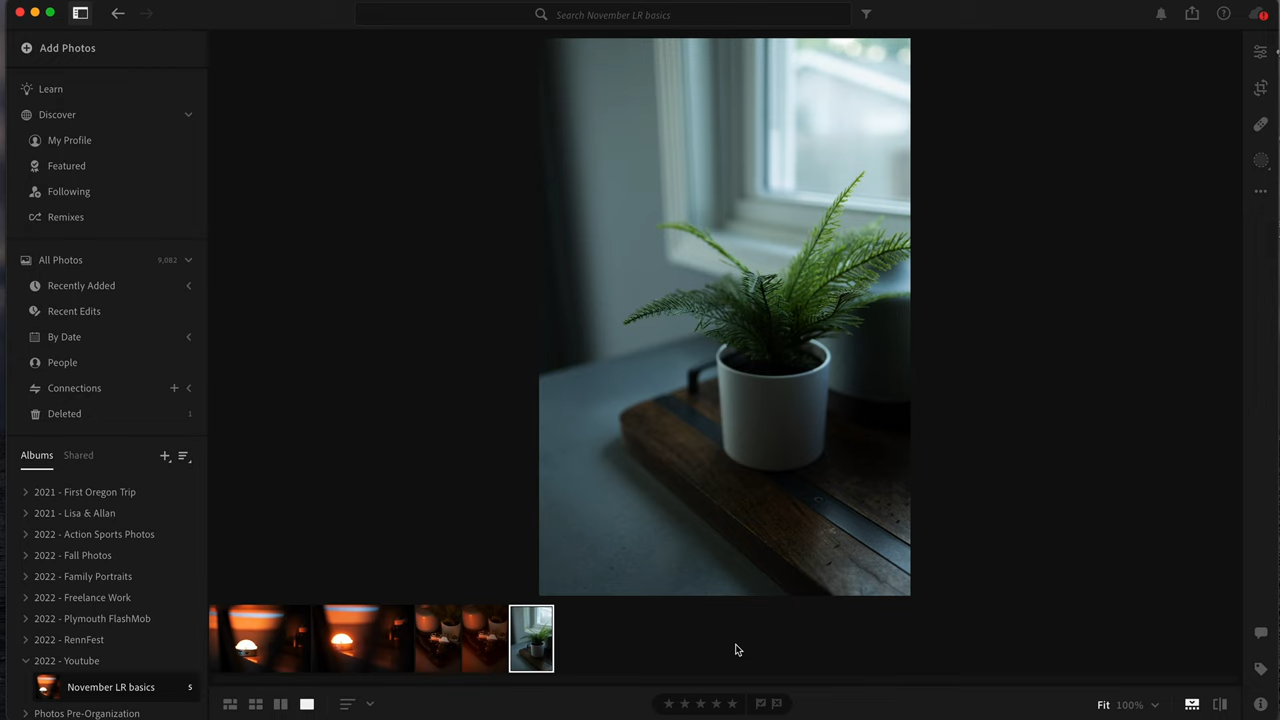 Search November LR basics
Add Photos
Learn
Discover
My Profile
Featured
Following
Remixes
All Photos 9,082
Recently Added
Recent Edits
By Date
People
Connections
Deleted 1
Albums Shared
2021 - First Oregon Trip
2021 - Lisa & Allan
2022 - Action Sports Photos
2022 - Fall Photos
2022 - Family Portraits
2022 - Freelance Work
2022 - Plymouth FlashMob
2022 - RennFest
2022 - Youtube
November LR basics 5
Photos Pre-Organization
Fit 100%